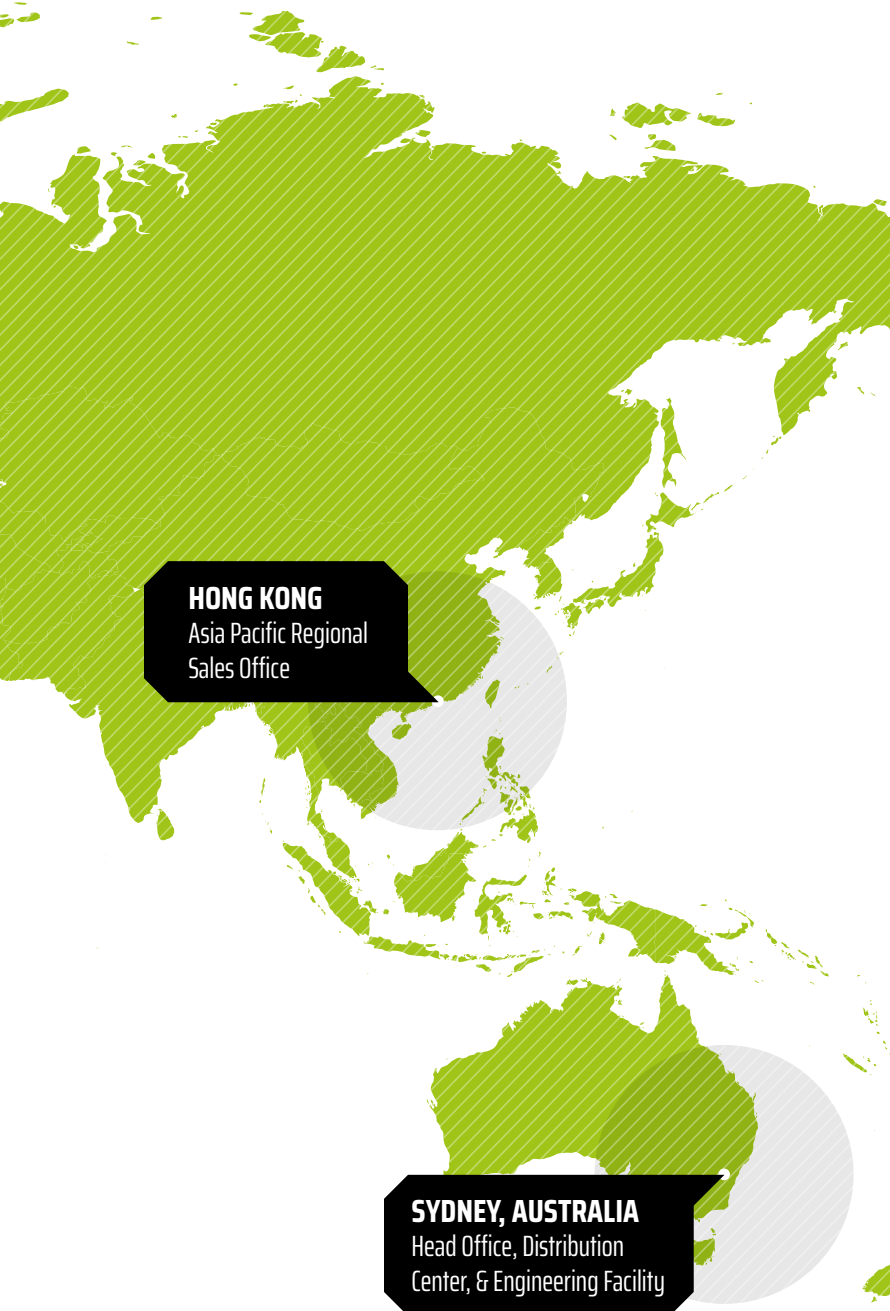 HONG KONG
Asia Pacific Regional
Sales Office
SYDNEY, AUSTRALIA
Head Office, Distribution
Center, & Engineering Facility